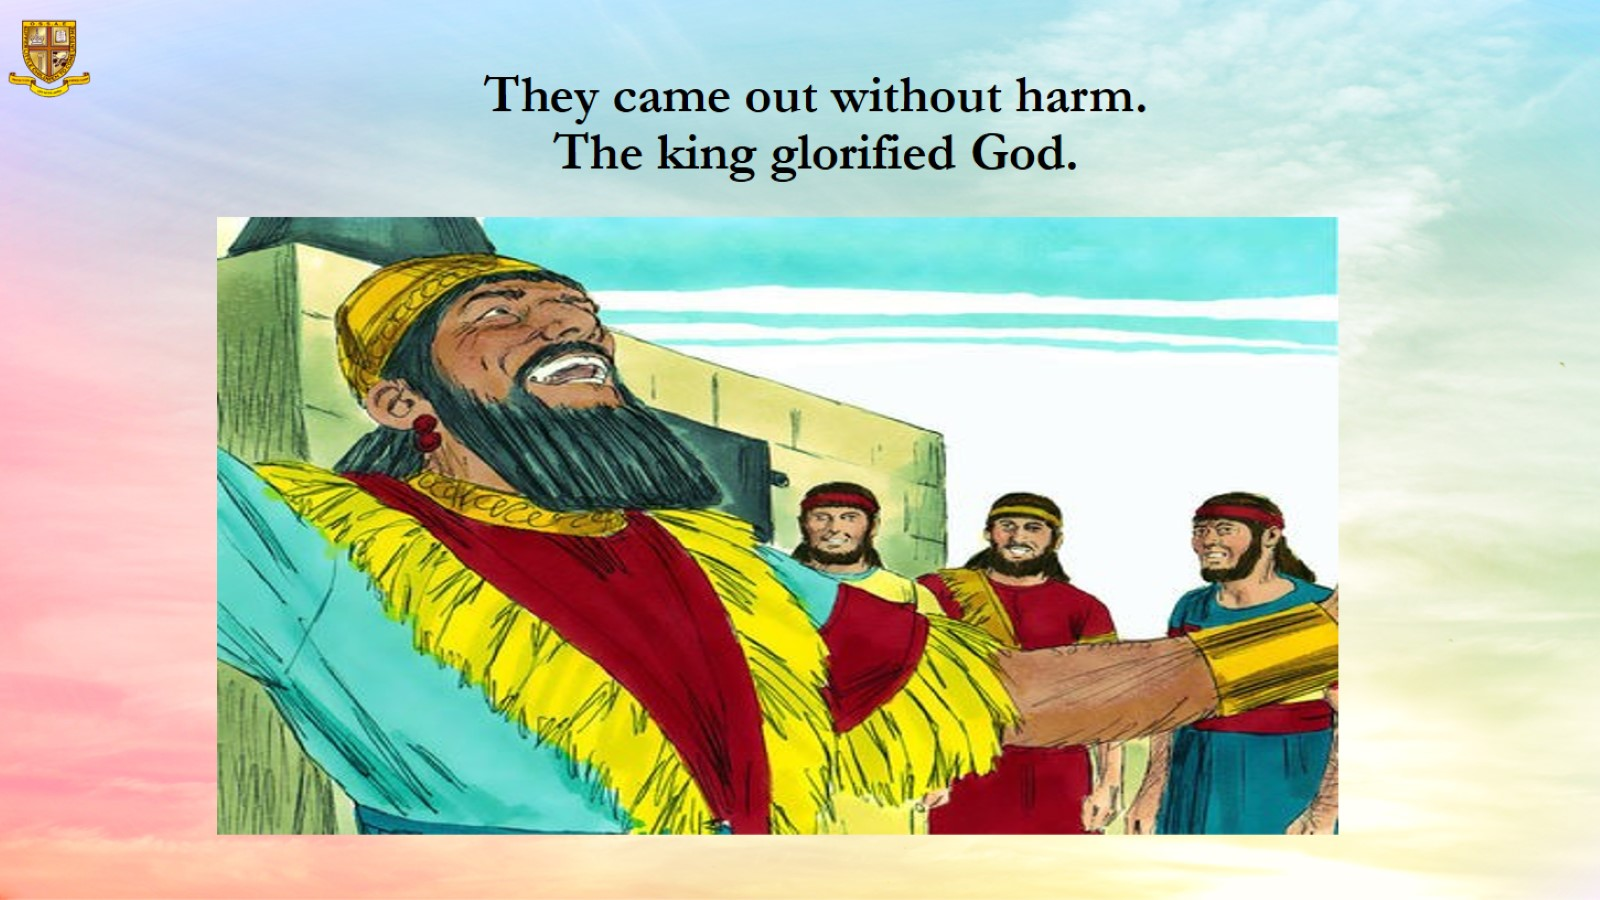 They came out without harm.
The king glorified God.